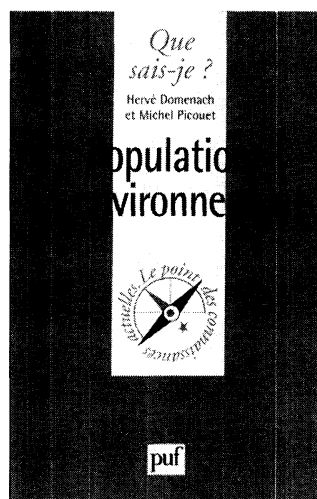 Que
sais-je ?
Hervé Domenach
et Michel Picouet
opulatio
vironne
Le point des connaissances actuelles.
puf